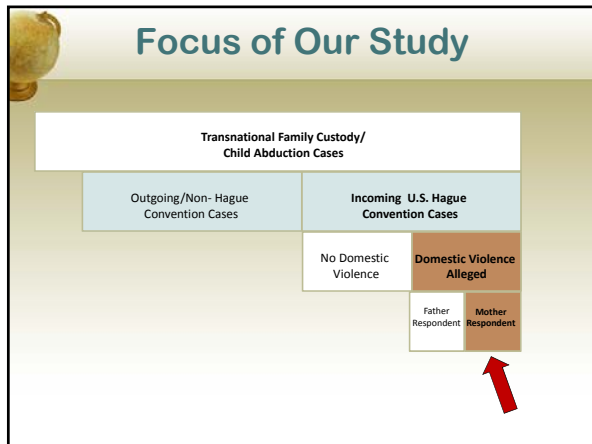 Focus of Our Study
Transnational Family Custody/
Child Abduction Cases
Outgoing/Non- Hague
Convention Cases
Incoming U.S. Hague
Convention Cases
No Domestic
Violence
Domestic Violence
Alleged
Father
Respondent
Mother
Respondent